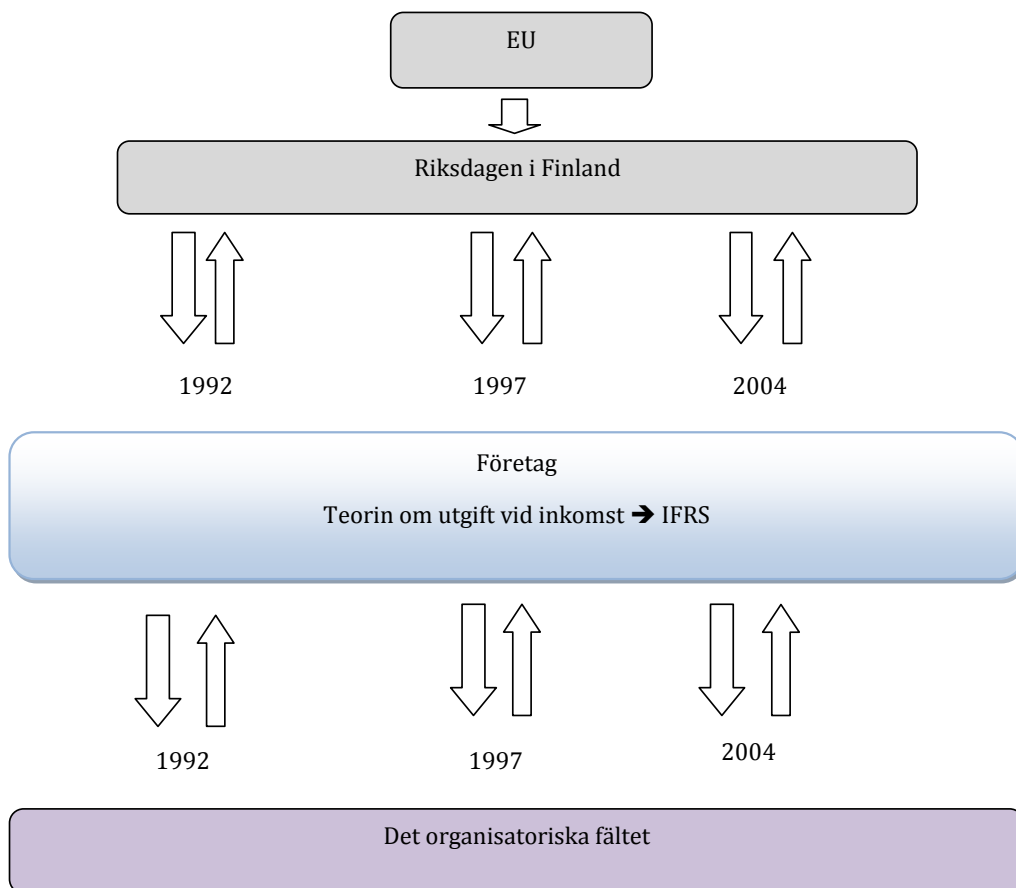 EU
Riksdagen i Finland
1992 1997 2004
Företag
Teorin om utgift vid inkomst ➔ IFRS
1992 1997 2004
Det organisatoriska fältet